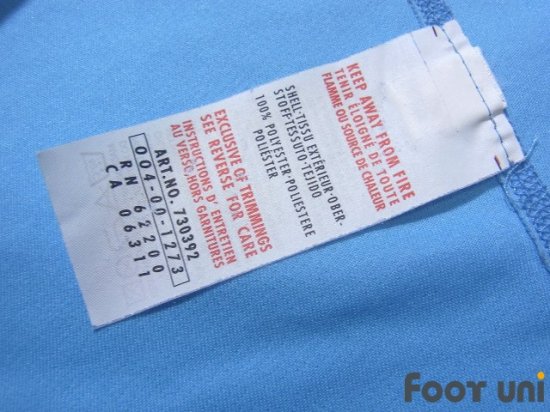 KEEP AWAY FROM FIRE
TENIR ÉLOIGNÉ DE TOUTE
FLAMME OU SOURCE DE CHALEUR
SHELL·TISSU EXTÉRIEUR·OBER-
STOFF·TESSUTO·TEJIDO
100% POLYESTER·POLIESTERE
POLIÉSTER
EXCLUSIVE OF TRIMMINGS
SEE REVERSE FOR CARE
INSTRUCTIONS D'ENTRETIEN
AU VERSO·HORS GARNITURES
ART.NO. 730392
004-00-1273
RN 62200
CA 06311
FOOT UNI